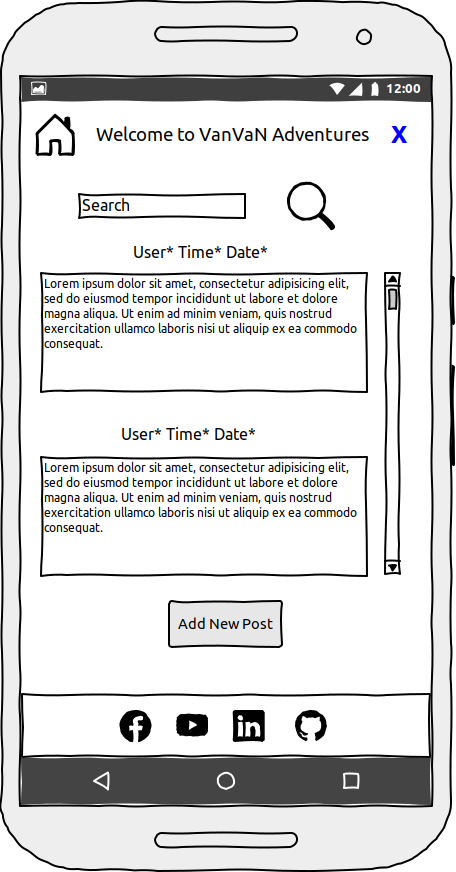 12:00
Welcome to VanVaN Adventures
X
Search
User* Time* Date*
Lorem ipsum dolor sit amet, consectetur adipisicing elit,
sed do eiusmod tempor incididunt ut labore et dolore
magna aliqua. Ut enim ad minim veniam, quis nostrud
exercitation ullamco laboris nisi ut aliquip ex ea commodo
consequat.
User* Time* Date*
Lorem ipsum dolor sit amet, consectetur adipisicing elit,
sed do eiusmod tempor incididunt ut labore et dolore
magna aliqua. Ut enim ad minim veniam, quis nostrud
exercitation ullamco laboris nisi ut aliquip ex ea commodo
consequat.
Add New Post